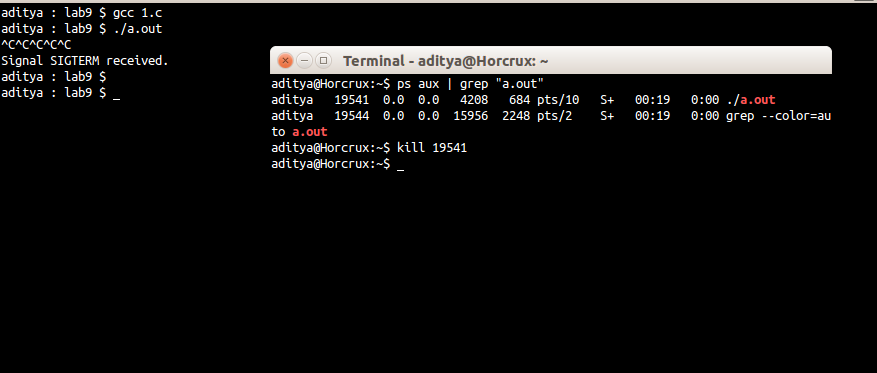 aditya : lab9 $ gcc 1.c
aditya : lab9 $ ./a.out
^C^C^C^C^C
Signal SIGTERM received.
aditya : lab9 $
aditya : lab9 $ _
Terminal - aditya@Horcrux: ~
aditya@Horcrux:~$ ps aux | grep "a.out"
aditya   19541  0.0  0.0   4208   684 pts/10   S+   00:19   0:00 ./a.out
aditya   19544  0.0  0.0  15956  2248 pts/2    S+   00:19   0:00 grep --color=au
to a.out
aditya@Horcrux:~$ kill 19541
aditya@Horcrux:~$ _